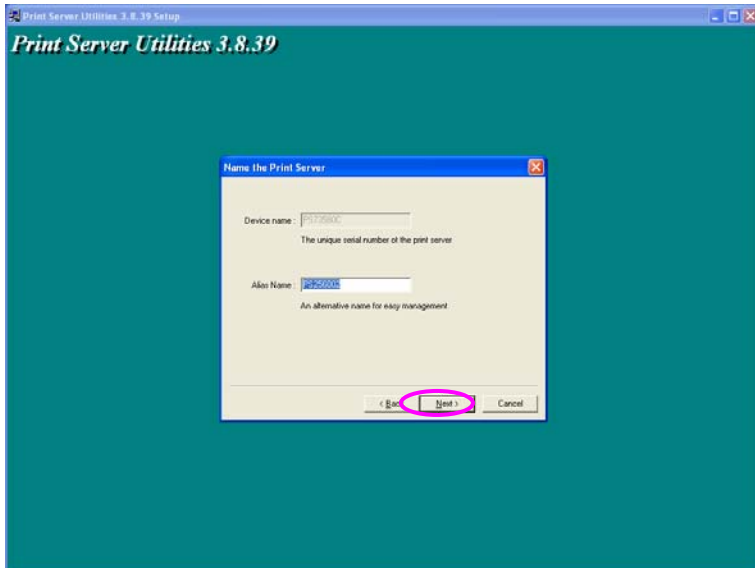 Print Server Utilities 3.8.39 Setup
Print Server Utilities 3.8.39
Name the Print Server
Device name :
The unique serial number of the print server
Alias Name :
An alternative name for easy management
< Bac
Next >
Cancel